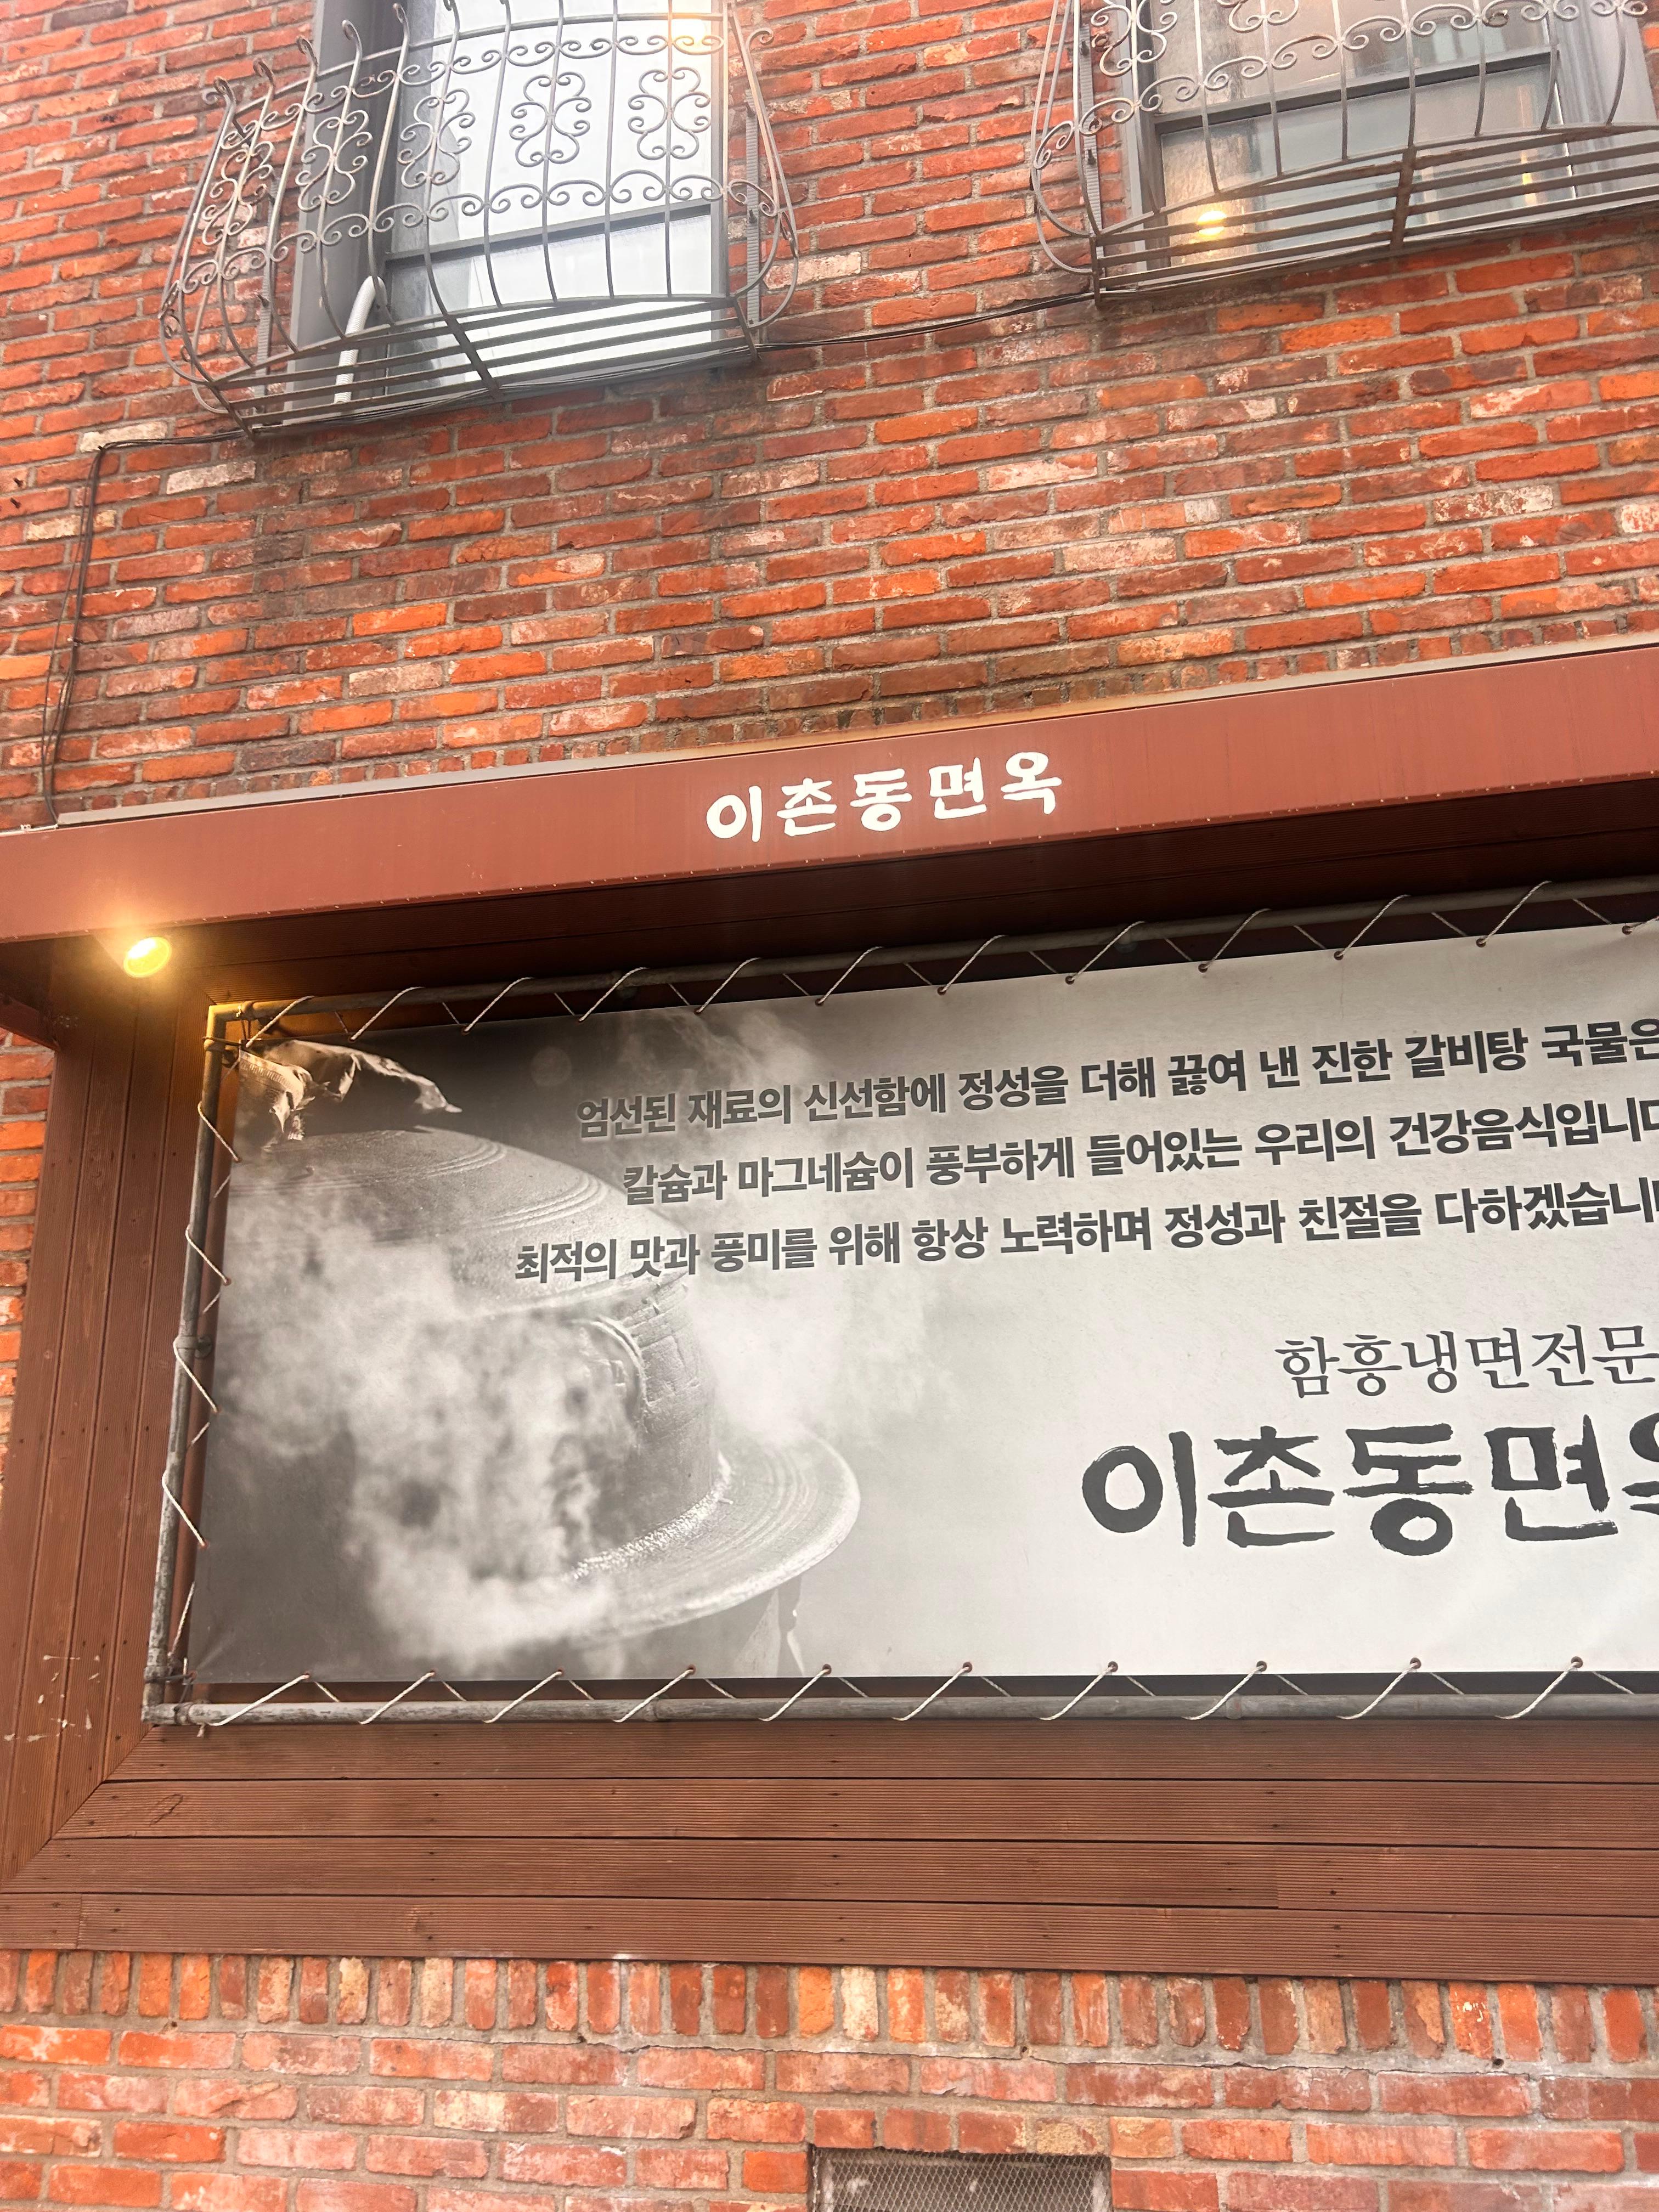 이촌동면옥
엄선된 재료의 신선함에 정성을 더해 끓여 낸 진한 갈비탕 국물은
칼슘과 마그네슘이 풍부하게 들어있는 우리의 건강음식입니다
최적의 맛과 풍미를 위해 항상 노력하며 정성과 친절을 다하겠습니다
함흥냉면전문
이촌동면옥